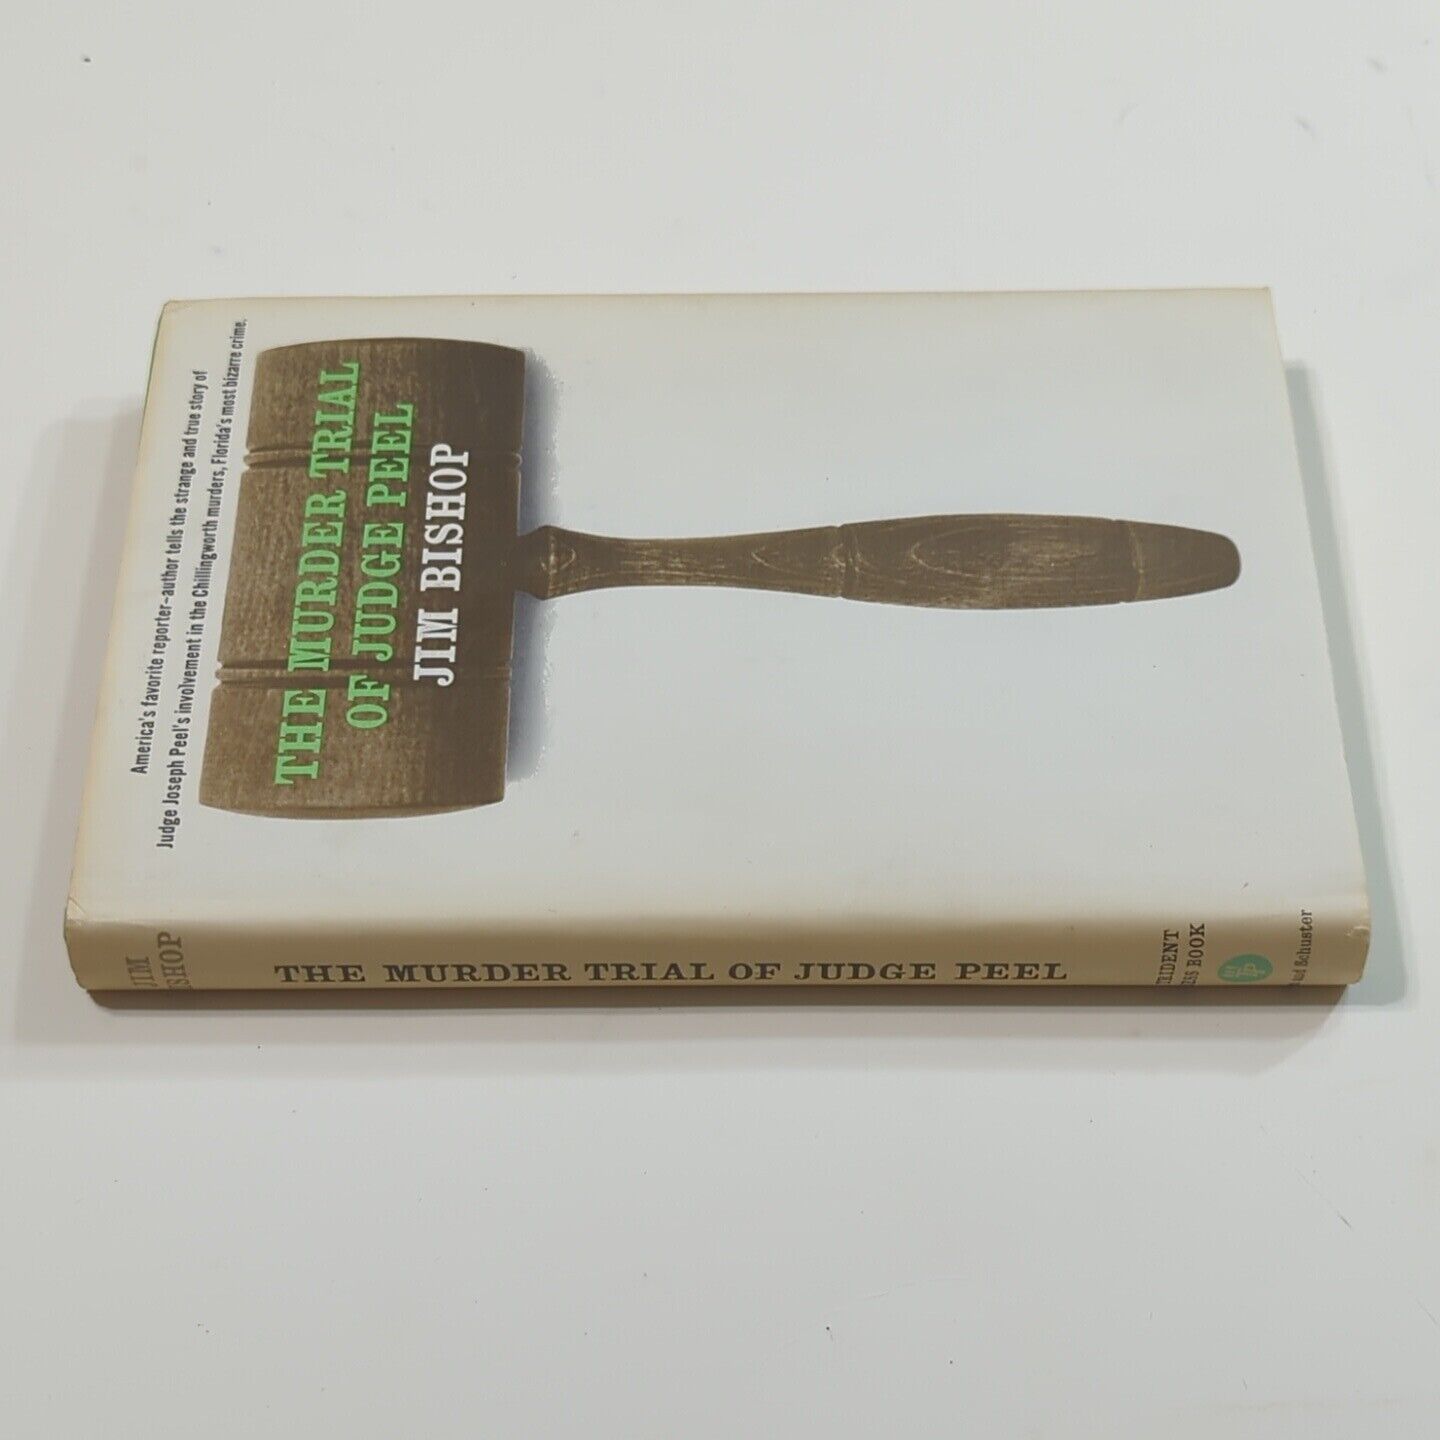 America's favorite reporter-author tells the strange and true story of
Judge Joseph Peel's involvement in the Chillingworth murders, Florida's most bizarre crime.
THE MURDER TRIAL
OF JUDGE PEEL
JIM BISHOP
JIM
BISHOP
THE MURDER TRIAL OF JUDGE PEEL
TRIDENT
BOOK
TP
Schuster